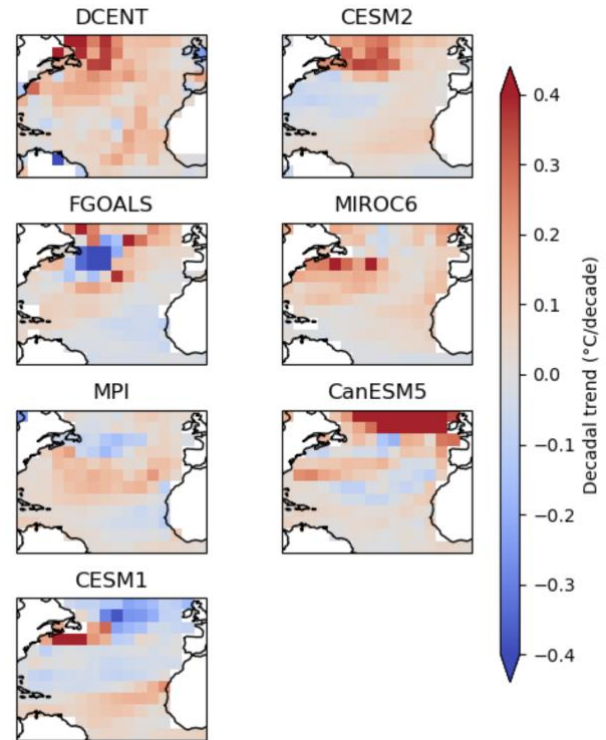 DCENT
CESM2
FGOALS
MIROC6
MPI
CanESM5
CESM1
0.4
0.3
0.2
0.1
0.0
−0.1
−0.2
−0.3
−0.4
Decadal trend (°C/decade)